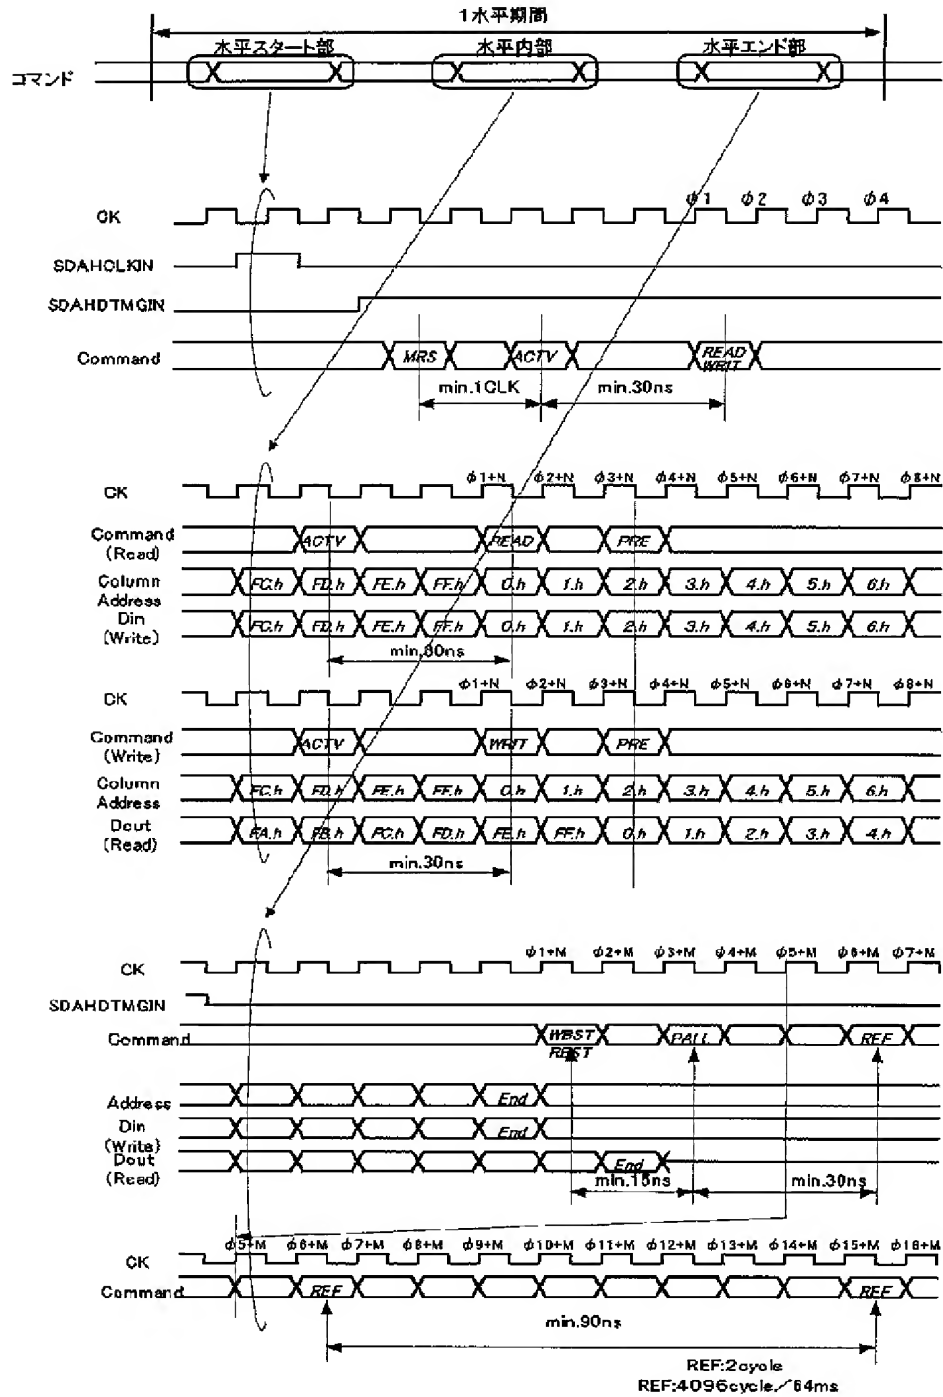 1水平期間
水平スタート部 水平内部 水平エンド部
コマンド
CK φ1 φ2 φ3 φ4
SDAHCLKIN
SDAHDTMGIN
Command MRS ACTV READ
WRIT
min.1CLK min.30ns
CK φ1+N φ2+N φ3+N φ4+N φ5+N φ6+N φ7+N φ8+N
Command
(Read) ACTV READ PRE
Column
Address FC.h FD.h FE.h FF.h 0.h 1.h 2.h 3.h 4.h 5.h 6.h
Din
(Write) FC.h FD.h FE.h FF.h 0.h 1.h 2.h 3.h 4.h 5.h 6.h
min.30ns
CK φ1+N φ2+N φ3+N φ4+N φ5+N φ6+N φ7+N φ8+N
Command
(Write) ACTV WRIT PRE
Column
Address FC.h FD.h FE.h FF.h 0.h 1.h 2.h 3.h 4.h 5.h 6.h
Dout
(Read) FA.h FB.h FC.h FD.h FE.h FF.h 0.h 1.h 2.h 3.h 4.h
min.30ns
CK φ1+M φ2+M φ3+M φ4+M φ5+M φ6+M φ7+M
SDAHDTMGIN
Command WBST PALL REF
RBST
Address End
Din
(Write) End
Dout
(Read) End
min.15ns min.30ns
CK φ5+M φ6+M φ7+M φ8+M φ9+M φ10+M φ11+M φ12+M φ13+M φ14+M φ15+M φ16+M
Command REF REF
min.90ns
REF:2cycle
REF:4096cycle/64ms